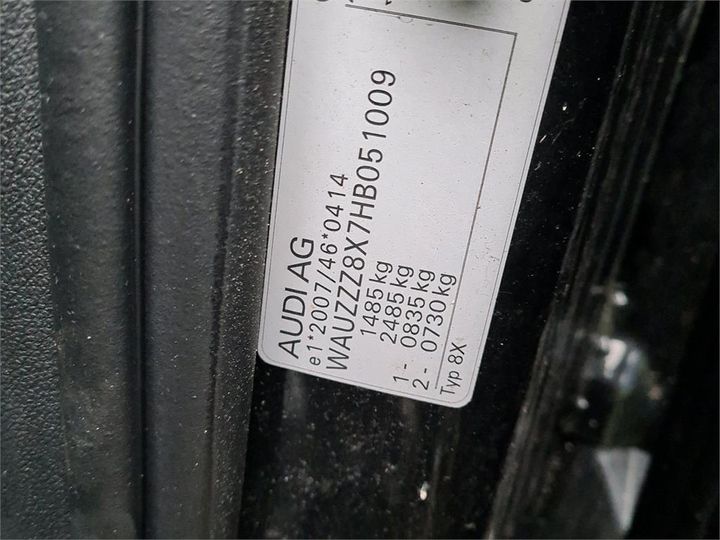 AUDI AG
e1*2007/46*0414
WAUZZZ8X7HB051009
1485kg
2485kg
1- 0835kg
2- 0730kg
Typ 8X